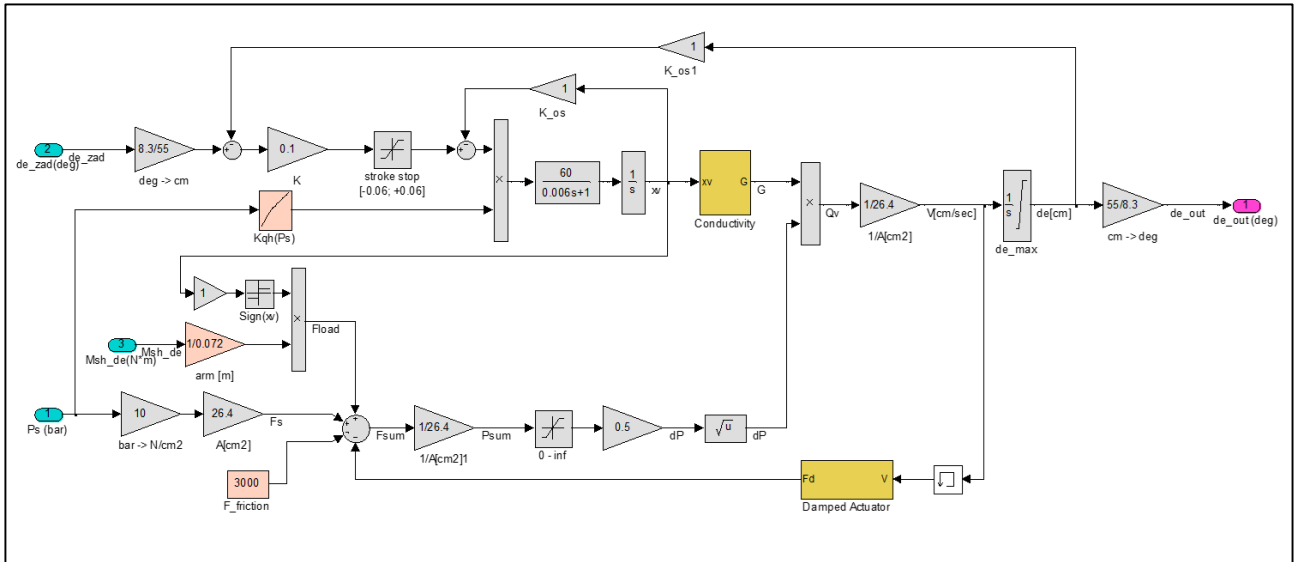 1
K_os1
1
K_os
2
de_zad(deg)
de_zad
8.3/55
deg -> cm
+
−
0.1
K
stroke stop
[-0.06; +0.06]
+
−
×
60
0.006s+1
1
s
xv
xv
G
Conductivity
G
×
Qv
1/26.4
1/A[cm2]
V[cm/sec]
1
s
de_max
de[cm]
55/8.3
cm -> deg
de_out
1
de_out (deg)
Kqh(Ps)
1
Sign(xv)
×
Fload
3
Msh_de(N*m)
Msh_de
1/0.072
arm [m]
1
Ps (bar)
10
bar -> N/cm2
26.4
A[cm2]
Fs
+
+
−
−
Fsum
1/26.4
1/A[cm2]1
Psum
0 - inf
0.5
dP
√u
dP
3000
F_friction
Fd
V
Damped Actuator